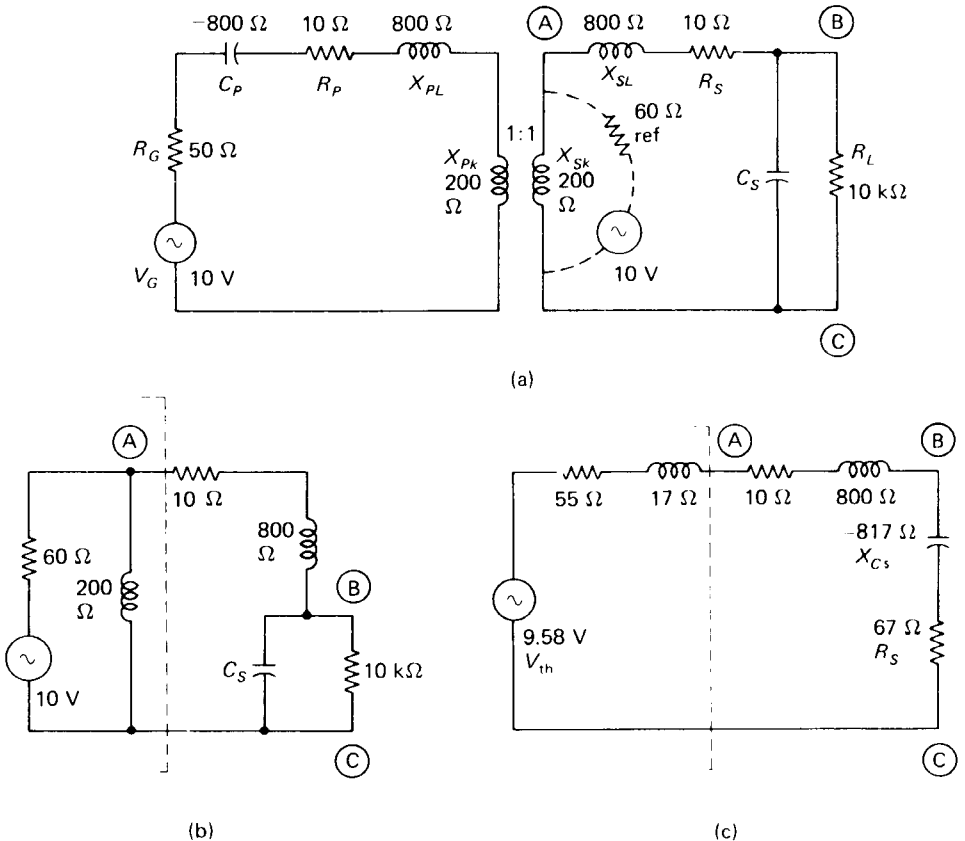 -800 Ω 10 Ω 800 Ω
C_P R_P X_PL
R_G 50 Ω
V_G 10 V
X_Pk
200
Ω
1:1
A
800 Ω 10 Ω
X_SL R_S
B
60 Ω
ref
X_Sk
200
Ω
10 V
C_S
R_L
10 kΩ
C
(a)
A
10 Ω
60 Ω
200
Ω
800
Ω
B
10 V
C_S
10 kΩ
C
(b)
A
B
55 Ω 17 Ω 10 Ω 800 Ω
-817 Ω
X_Cs
9.58 V
V_th
67 Ω
R_S
C
(c)